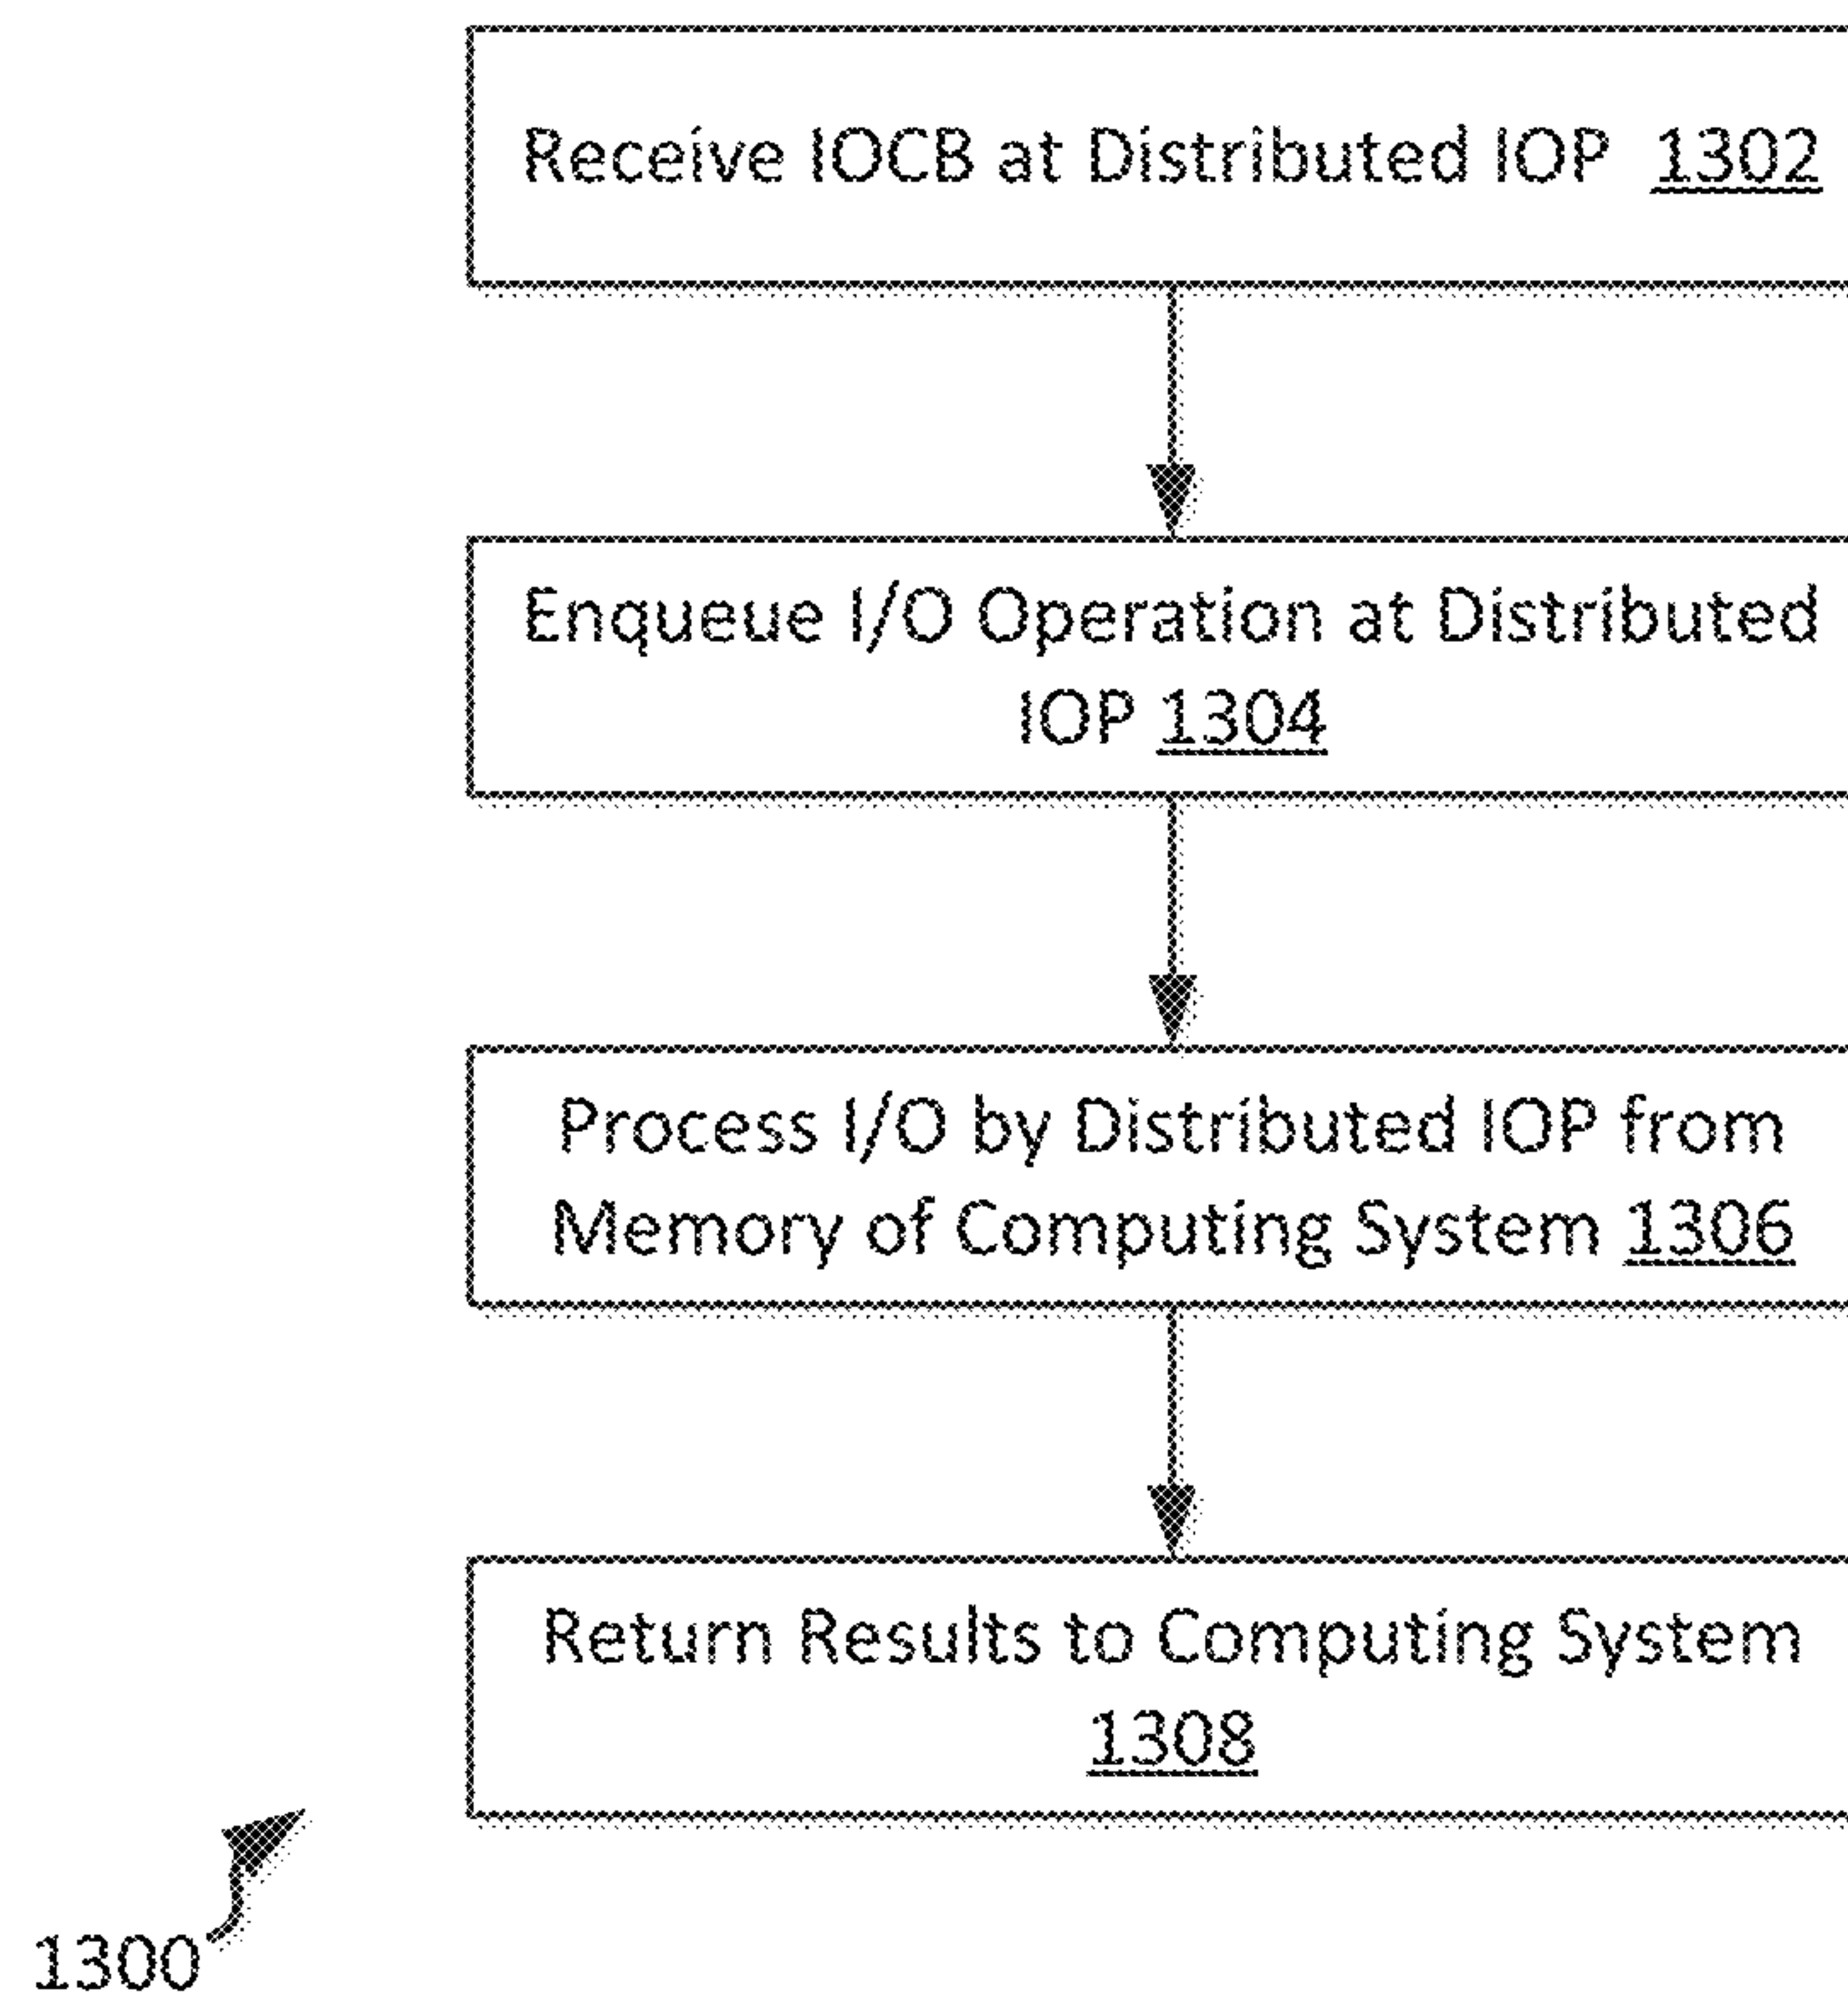 Receive IOCB at Distributed IOP 1302
Enqueue I/O Operation at Distributed
IOP 1304
Process I/O by Distributed IOP from
Memory of Computing System 1306
Return Results to Computing System
1308
1300